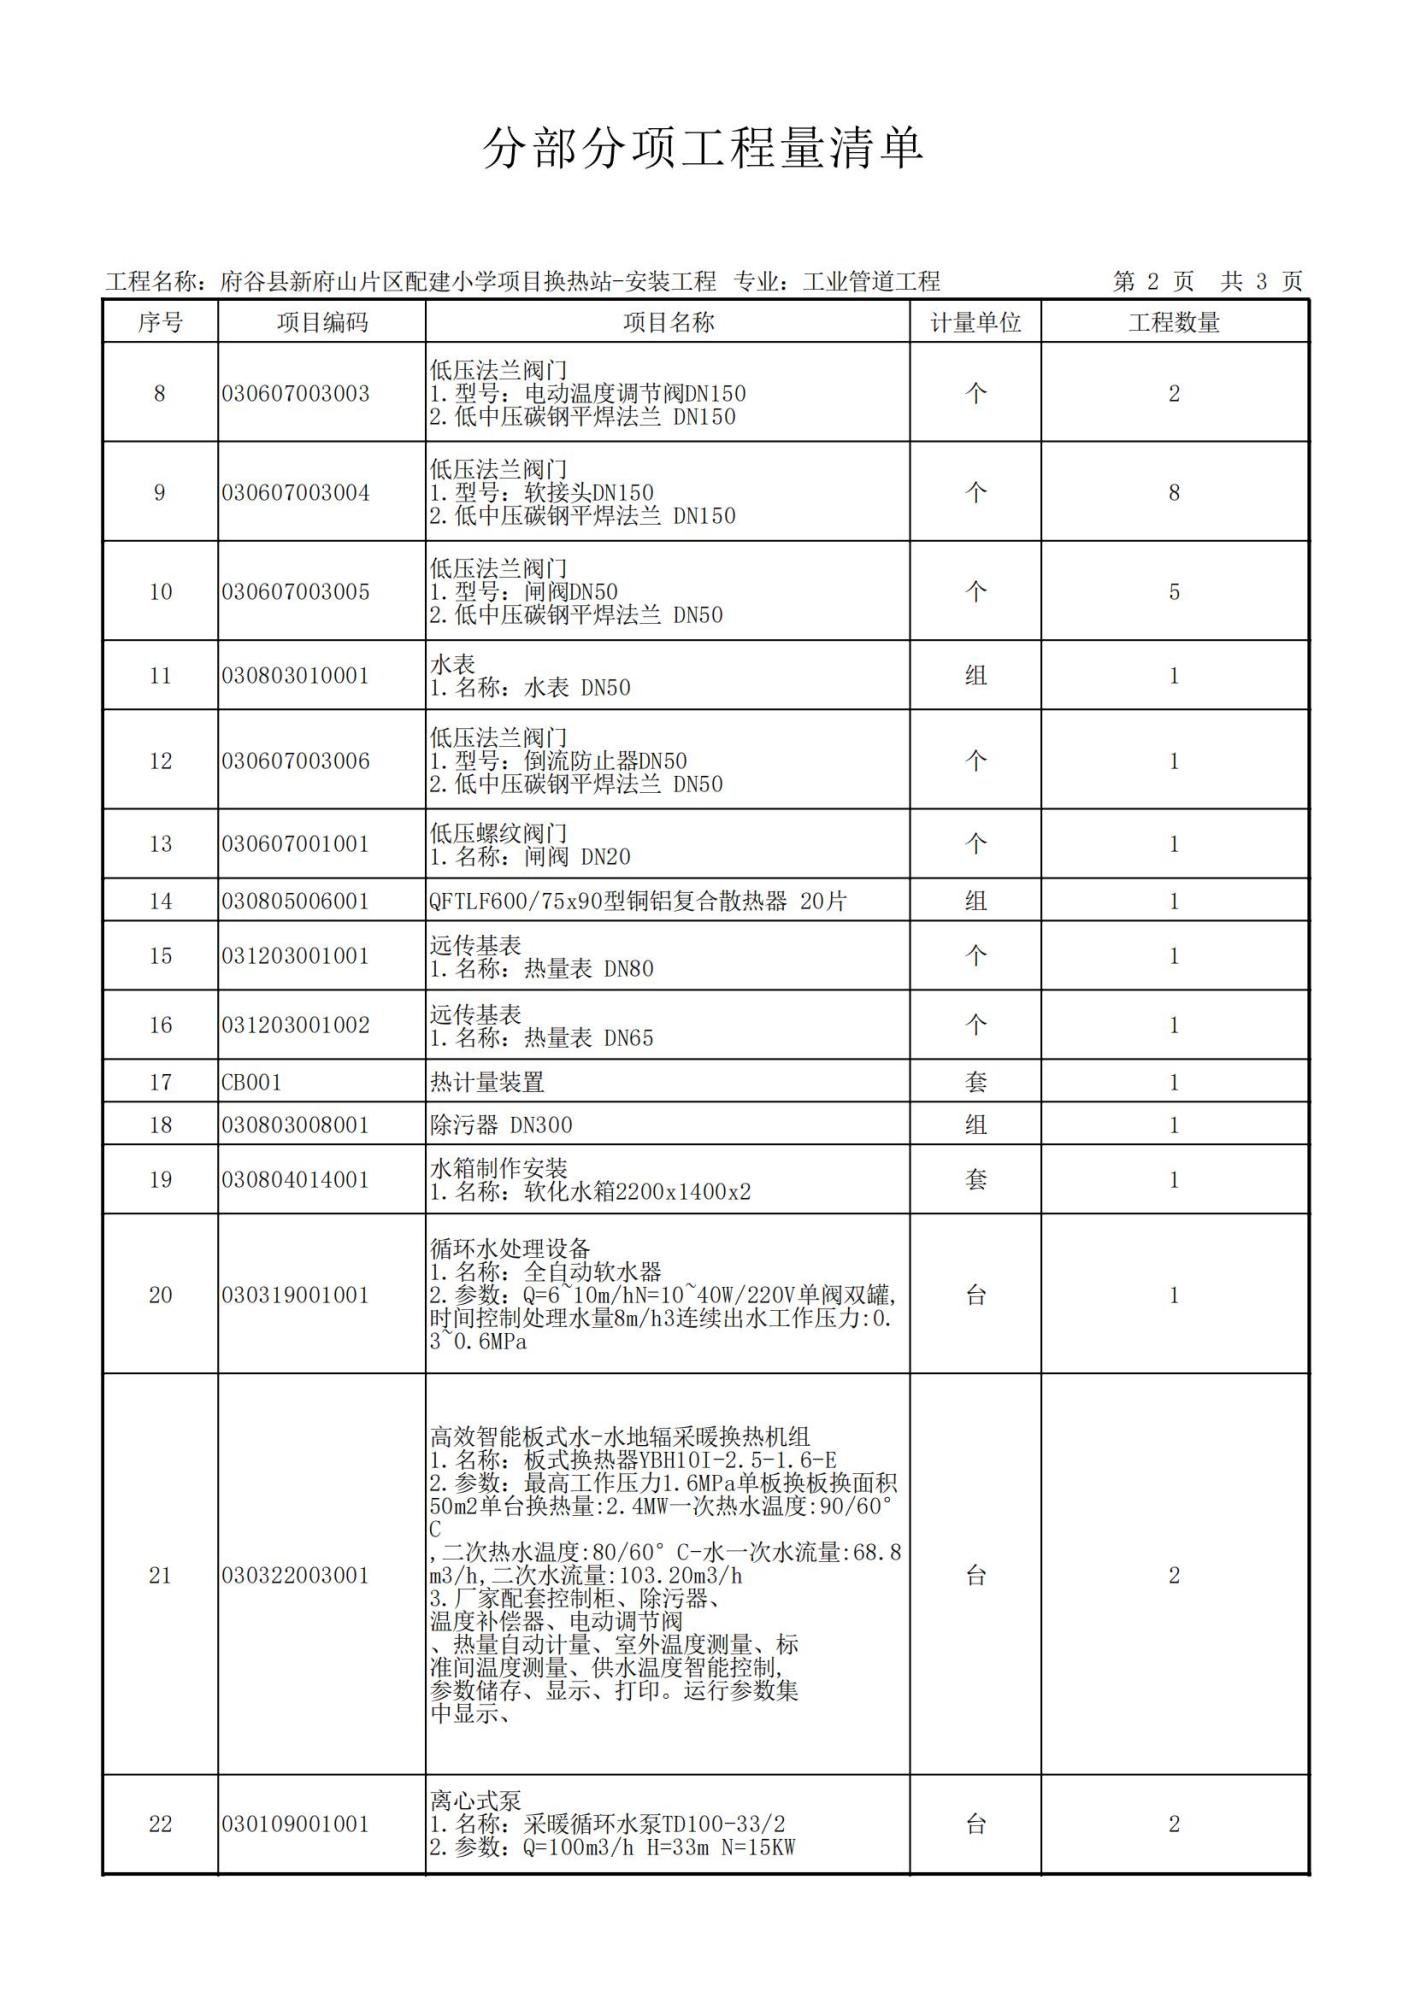 分部分项工程量清单
工程名称：府谷县新府山片区配建小学项目换热站-安装工程 专业：工业管道工程 第 2 页 共 3 页
序号 项目编码 项目名称 计量单位 工程数量
8 030607003003 低压法兰阀门
1.型号：电动温度调节阀DN150
2.低中压碳钢平焊法兰 DN150
个 2
9 030607003004 低压法兰阀门
1.型号：软接头DN150
2.低中压碳钢平焊法兰 DN150
个 8
10 030607003005 低压法兰阀门
1.型号：闸阀DN50
2.低中压碳钢平焊法兰 DN50
个 5
11 030803010001 水表
1.名称：水表 DN50
组 1
12 030607003006 低压法兰阀门
1.型号：倒流防止器DN50
2.低中压碳钢平焊法兰 DN50
个 1
13 030607001001 低压螺纹阀门
1.名称：闸阀 DN20
个 1
14 030805006001 QFTLF600/75x90型铜铝复合散热器 20片 组 1
15 031203001001 远传基表
1.名称：热量表 DN80
个 1
16 031203001002 远传基表
1.名称：热量表 DN65
个 1
17 CB001 热计量装置 套 1
18 030803008001 除污器 DN300 组 1
19 030804014001 水箱制作安装
1.名称：软化水箱2200x1400x2
套 1
20 030319001001 循环水处理设备
1.名称：全自动软水器
2.参数：Q=6~10m/hN=10~40W/220V单阀双罐,
时间控制处理水量8m/h3连续出水工作压力:0.
3~0.6MPa
台 1
21 030322003001 高效智能板式水-水地辐采暖换热机组
1.名称：板式换热器YBH10I-2.5-1.6-E
2.参数：最高工作压力1.6MPa单板换板换面积
50m2单台换热量:2.4MW一次热水温度:90/60°
C
,二次热水温度:80/60° C-水一次水流量:68.8
m3/h,二次水流量:103.20m3/h
3.厂家配套控制柜、除污器、
温度补偿器、电动调节阀
、热量自动计量、室外温度测量、标
准间温度测量、供水温度智能控制,
参数储存、显示、打印。运行参数集
中显示、
台 2
22 030109001001 离心式泵
1.名称：采暖循环水泵TD100-33/2
2.参数：Q=100m3/h H=33m N=15KW
台 2